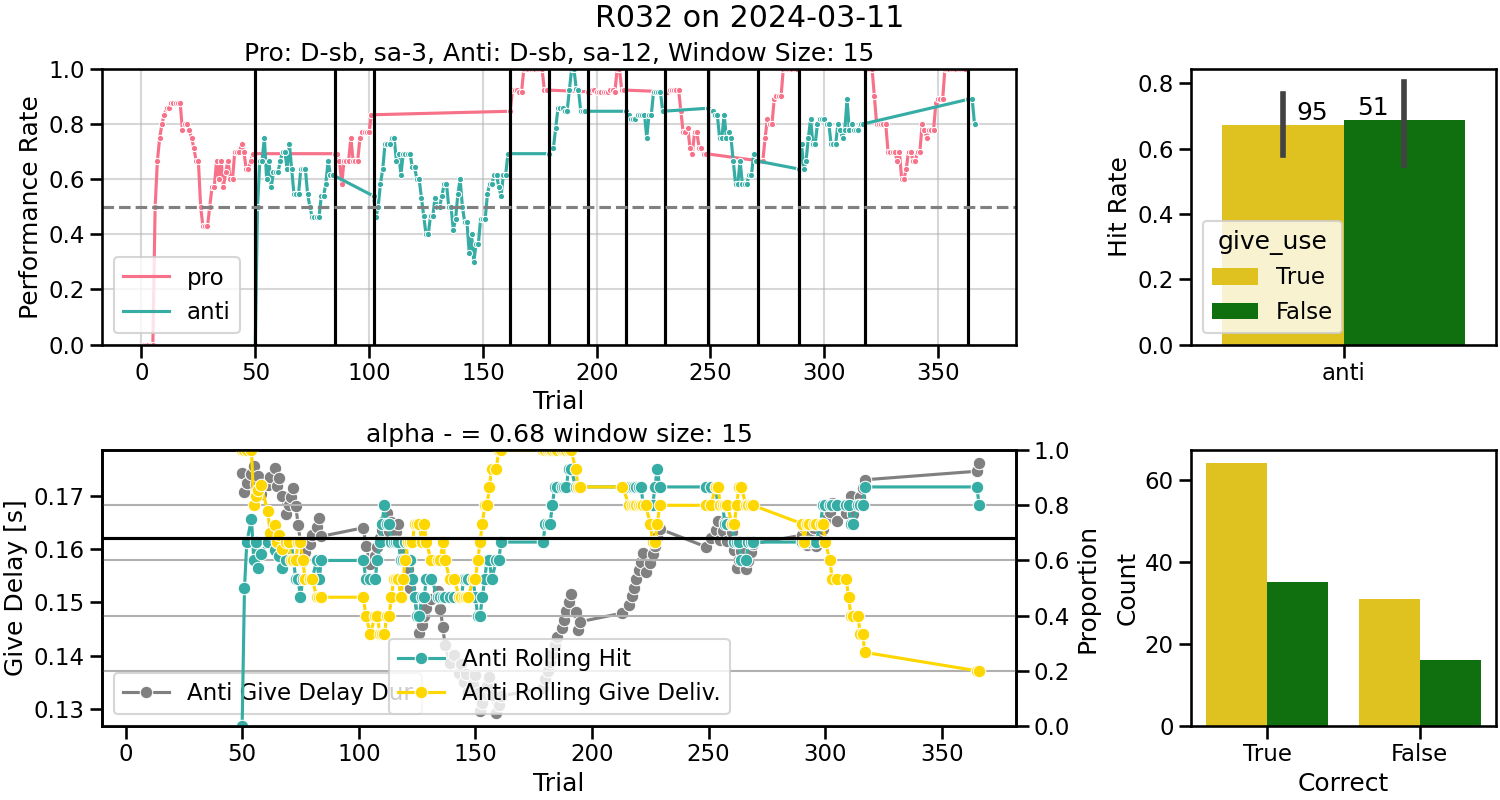 R032 on 2024-03-11
Pro: D-sb, sa-3, Anti: D-sb, sa-12, Window Size: 15
Performance Rate
1.0
0.8
0.6
0.4
0.2
0.0
pro
anti
0 50 100 150 200 250 300 350
Trial
Hit Rate
0.8
0.6
0.4
0.2
0.0
95 51
give_use
True
False
anti
alpha - = 0.68 window size: 15
Give Delay [s]
0.17
0.16
0.15
0.14
0.13
Anti Give Delay Dur
Anti Rolling Hit
Anti Rolling Give Deliv.
1.0
0.8
0.6
0.4
0.2
0.0
Proportion
0 50 100 150 200 250 300 350
Trial
Count
60
40
20
0
True False
Correct